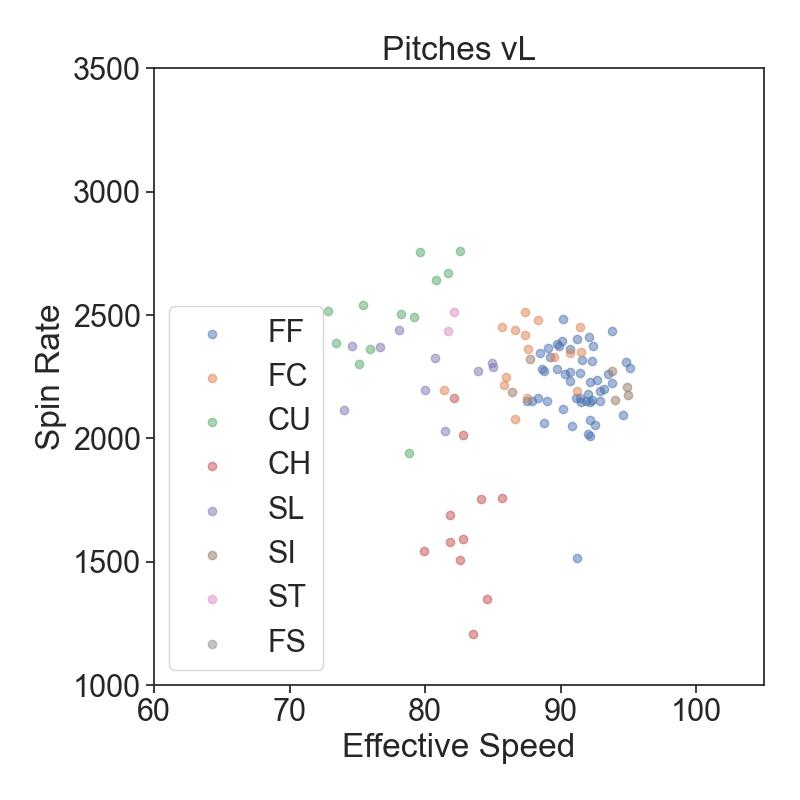 Pitches vL
3500
3000
2500
2000
1500
1000
Spin Rate
FF
FC
CU
CH
SL
SI
ST
FS
60
70
80
90
100
Effective Speed